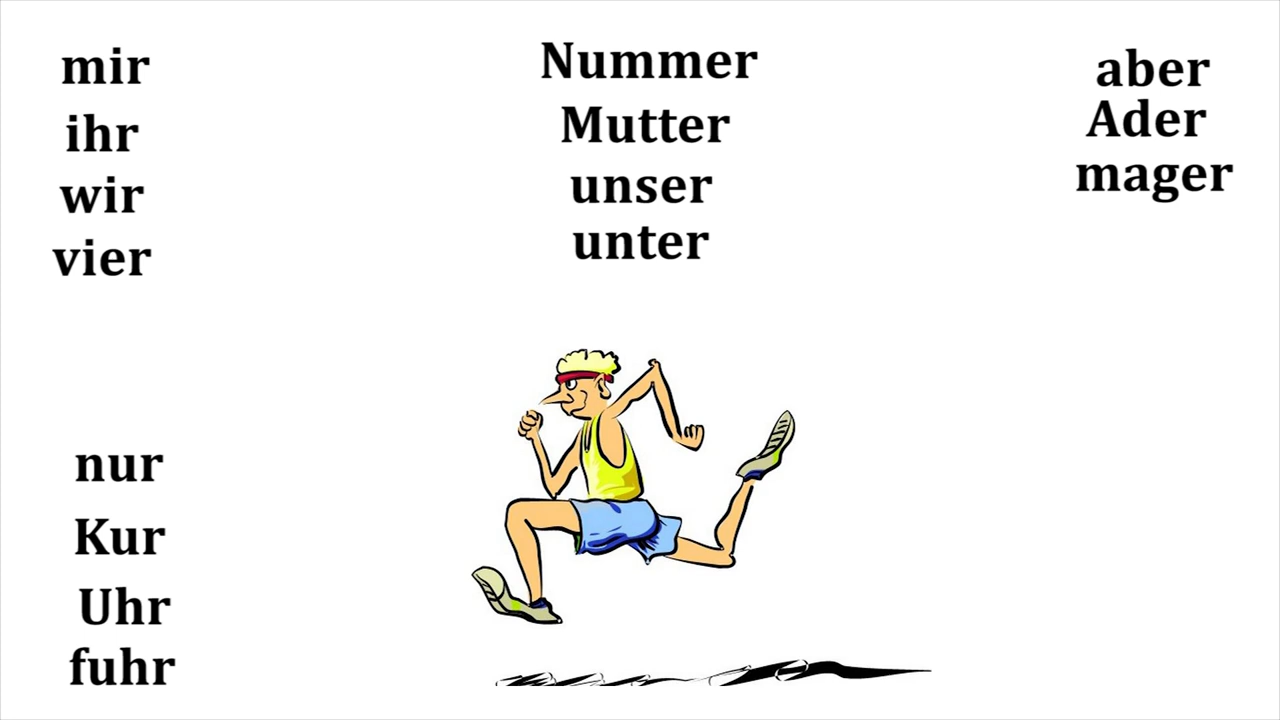 mir
ihr
wir
vier
Nummer
Mutter
unser
unter
aber
Ader
mager
nur
Kur
Uhr
fuhr